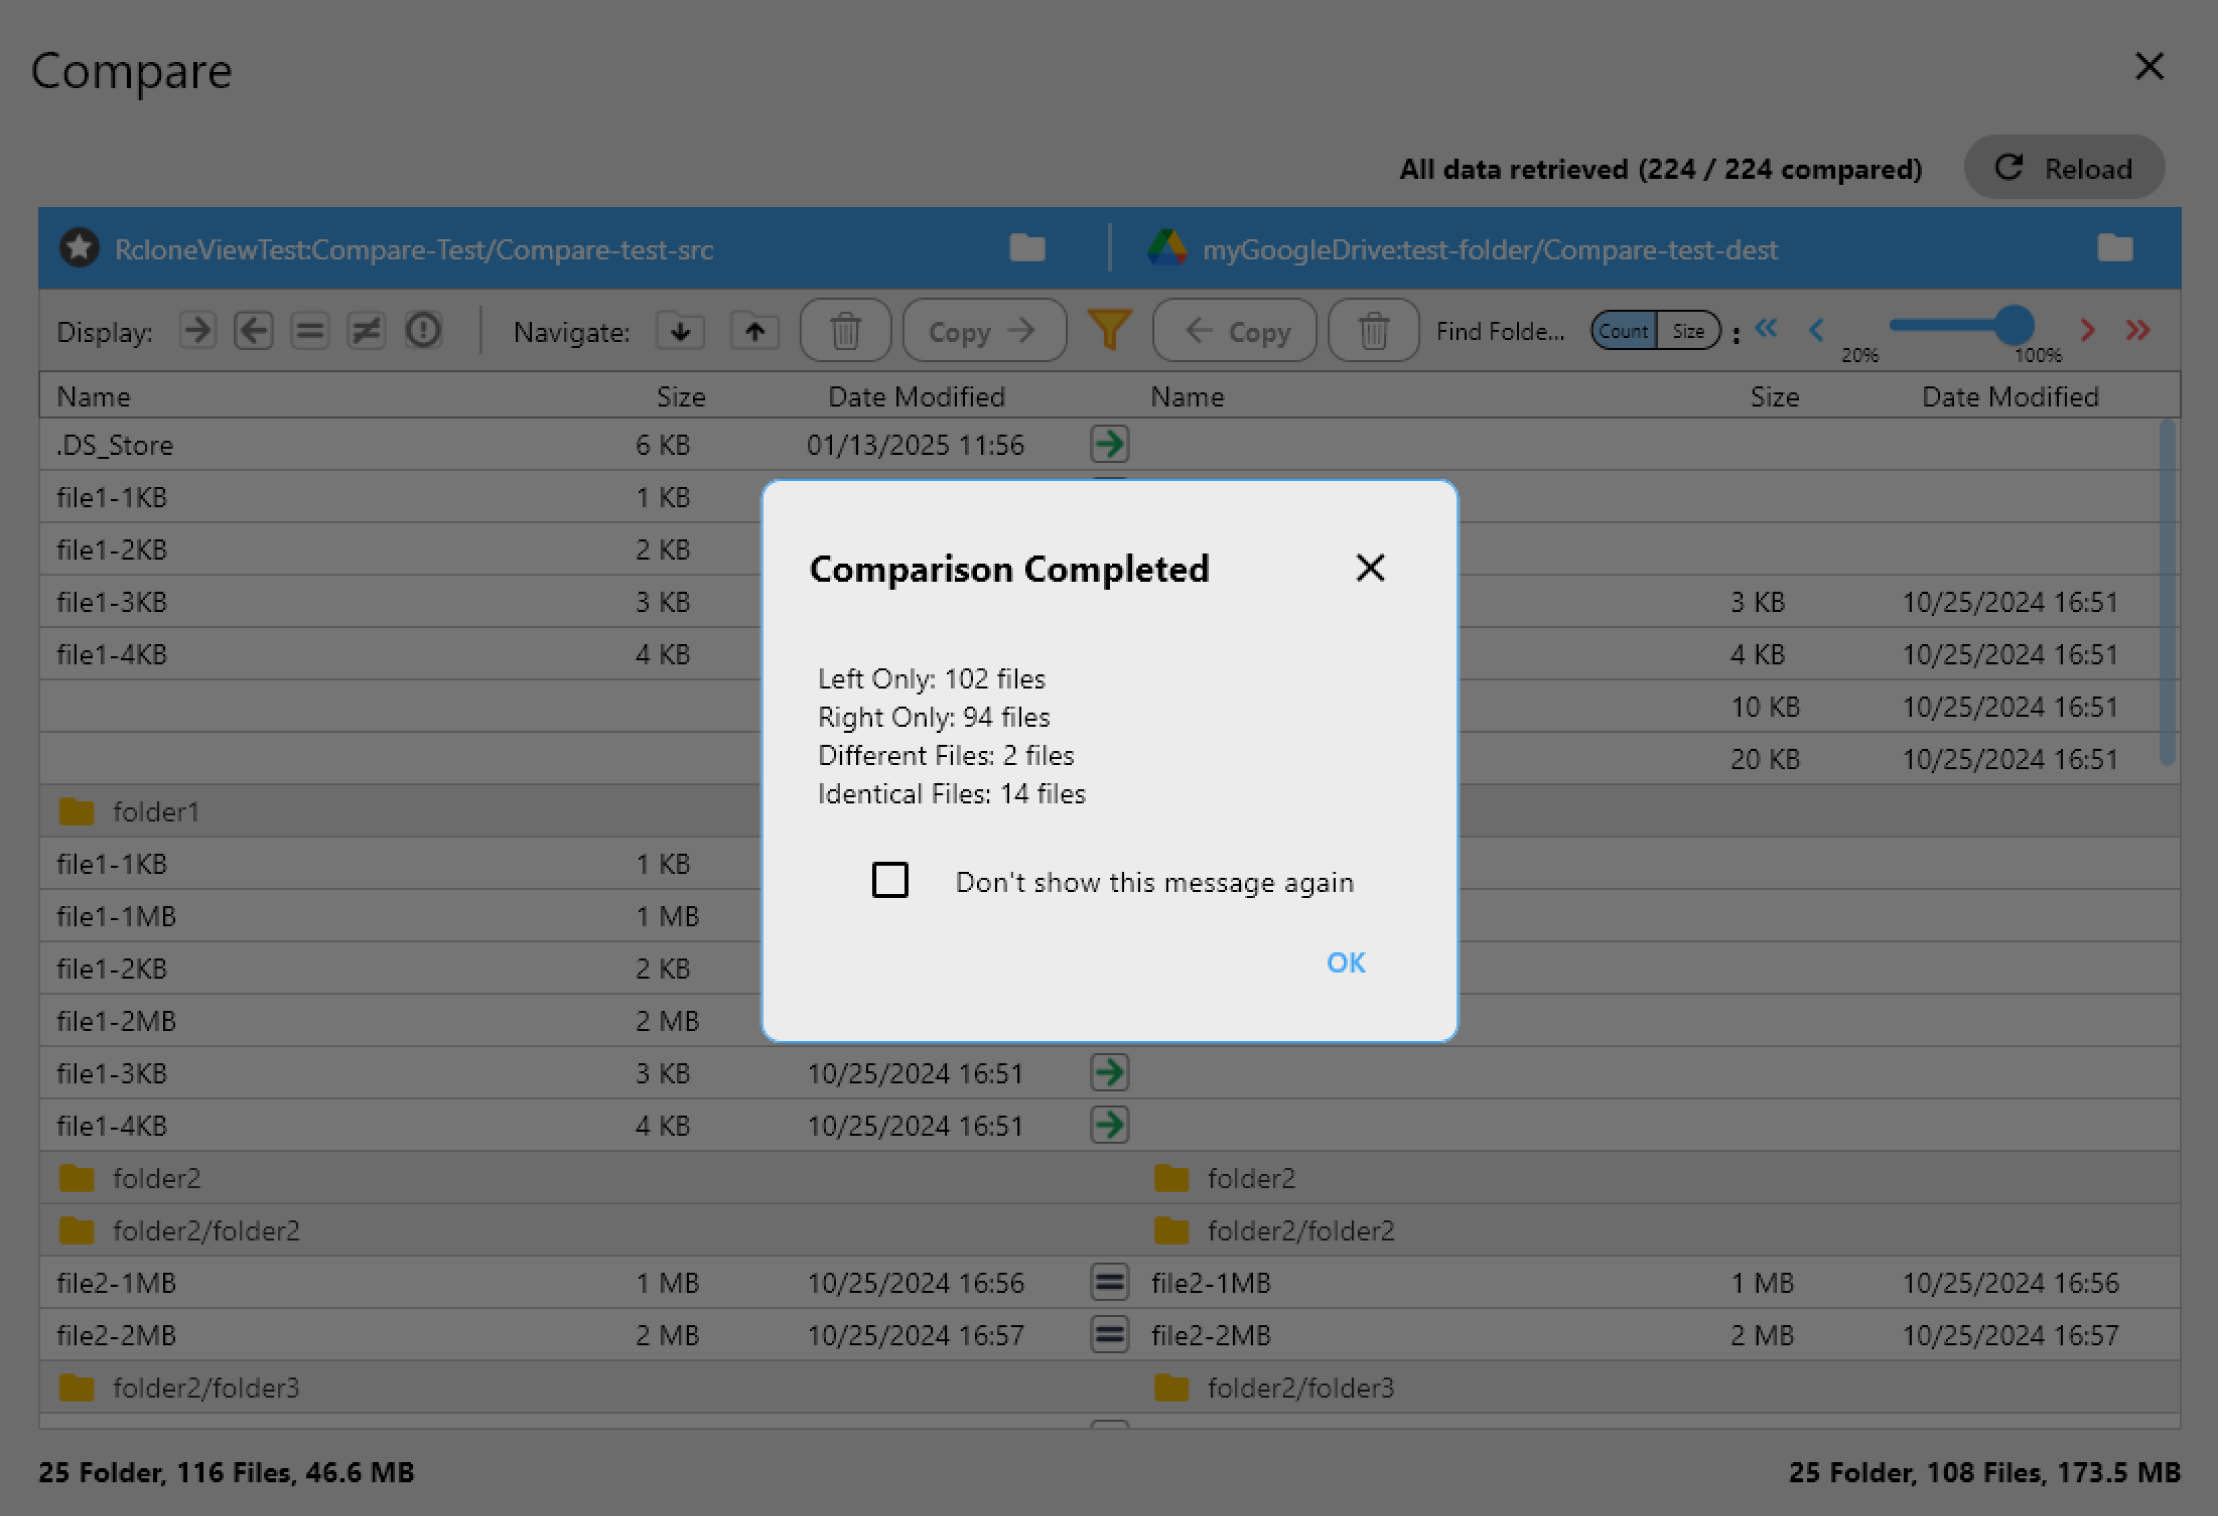 Compare
All data retrieved (224 / 224 compared)
Reload
RcloneViewTest:Compare-Test/Compare-test-src
myGoogleDrive:test-folder/Compare-test-dest
Display:
Navigate:
Copy
Copy
Find Folde...
Count Size :
20%
100%
Name Size Date Modified Name Size Date Modified
.DS_Store 6 KB 01/13/2025 11:56
file1-1KB 1 KB
file1-2KB 2 KB
file1-3KB 3 KB 3 KB 10/25/2024 16:51
file1-4KB 4 KB 4 KB 10/25/2024 16:51
10 KB 10/25/2024 16:51
20 KB 10/25/2024 16:51
folder1
file1-1KB 1 KB
file1-1MB 1 MB
file1-2KB 2 KB
file1-2MB 2 MB
file1-3KB 3 KB 10/25/2024 16:51
file1-4KB 4 KB 10/25/2024 16:51
folder2 folder2
folder2/folder2 folder2/folder2
file2-1MB 1 MB 10/25/2024 16:56 file2-1MB 1 MB 10/25/2024 16:56
file2-2MB 2 MB 10/25/2024 16:57 file2-2MB 2 MB 10/25/2024 16:57
folder2/folder3 folder2/folder3
25 Folder, 116 Files, 46.6 MB
25 Folder, 108 Files, 173.5 MB
Comparison Completed
Left Only: 102 files
Right Only: 94 files
Different Files: 2 files
Identical Files: 14 files
Don't show this message again
OK